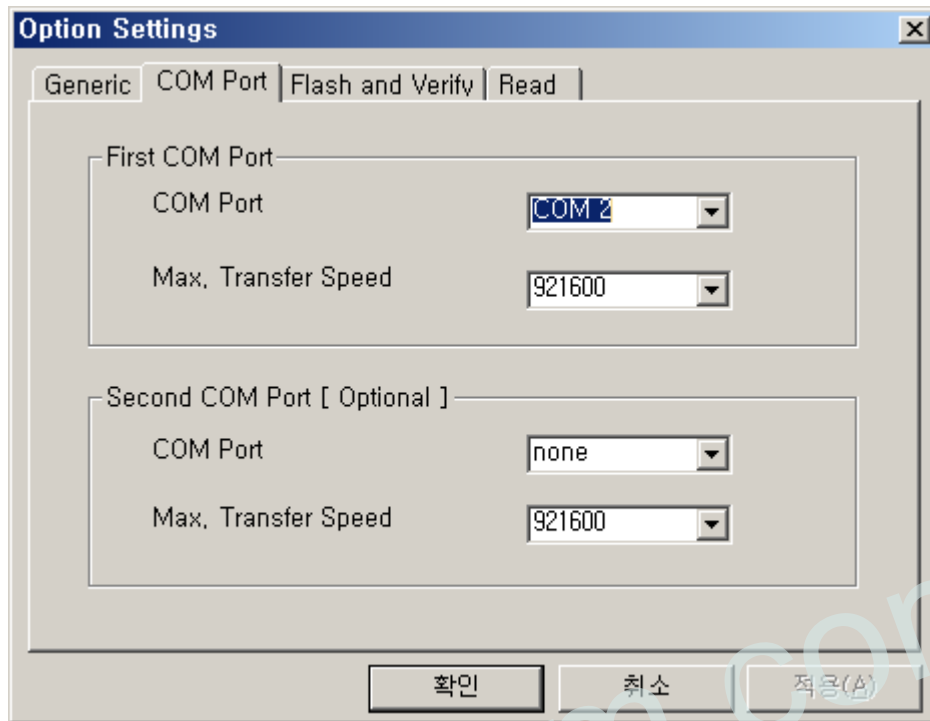 Option Settings
Generic COM Port Flash and Verify Read
First COM Port
COM Port COM 2
Max, Transfer Speed 921600
Second COM Port [ Optional ]
COM Port none
Max, Transfer Speed 921600
확인 취소 적용(A)
com